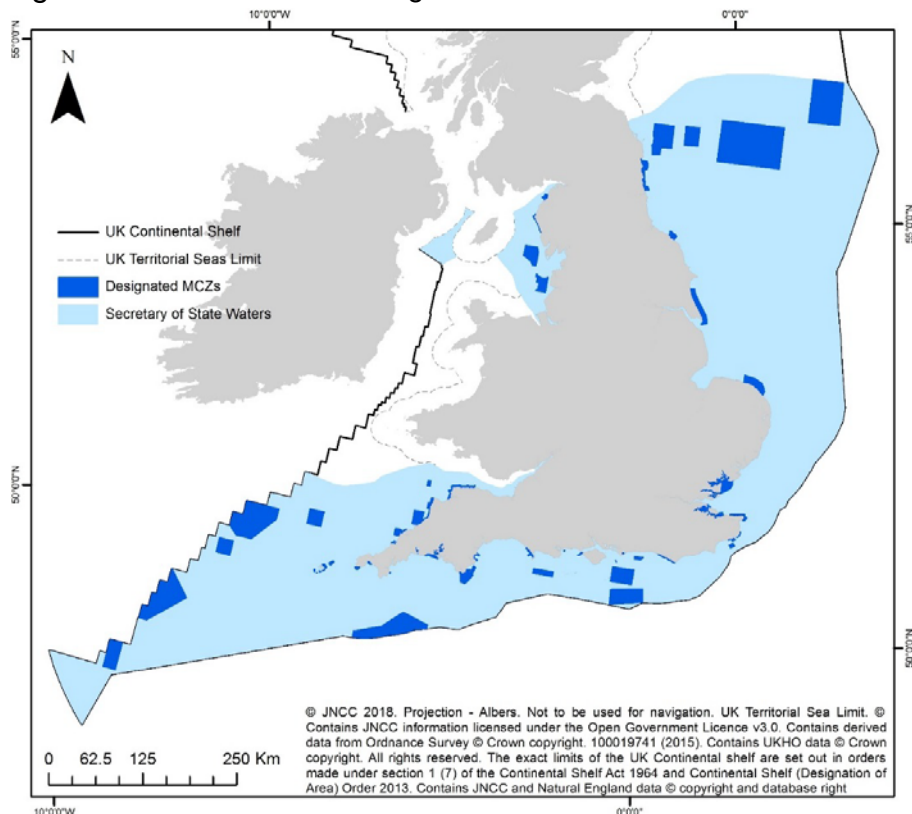 10°0'0"W
0°0'0"
55°0'0"N
N
UK Continental Shelf
UK Territorial Seas Limit
Designated MCZs
Secretary of State Waters
55°0'0"N
50°0'0"N
50°0'0"N
© JNCC 2018. Projection - Albers. Not to be used for navigation. UK Territorial Sea Limit. ©
Contains JNCC information licensed under the Open Government Licence v3.0. Contains derived
data from Ordnance Survey © Crown copyright. 100019741 (2015). Contains UKHO data © Crown
copyright. All rights reserved. The exact limits of the UK Continental shelf are set out in orders
made under section 1 (7) of the Continental Shelf Act 1964 and Continental Shelf (Designation of
Area) Order 2013. Contains JNCC and Natural England data © copyright and database right
0 62.5 125 250 Km
10°0'0"W
0°0'0"